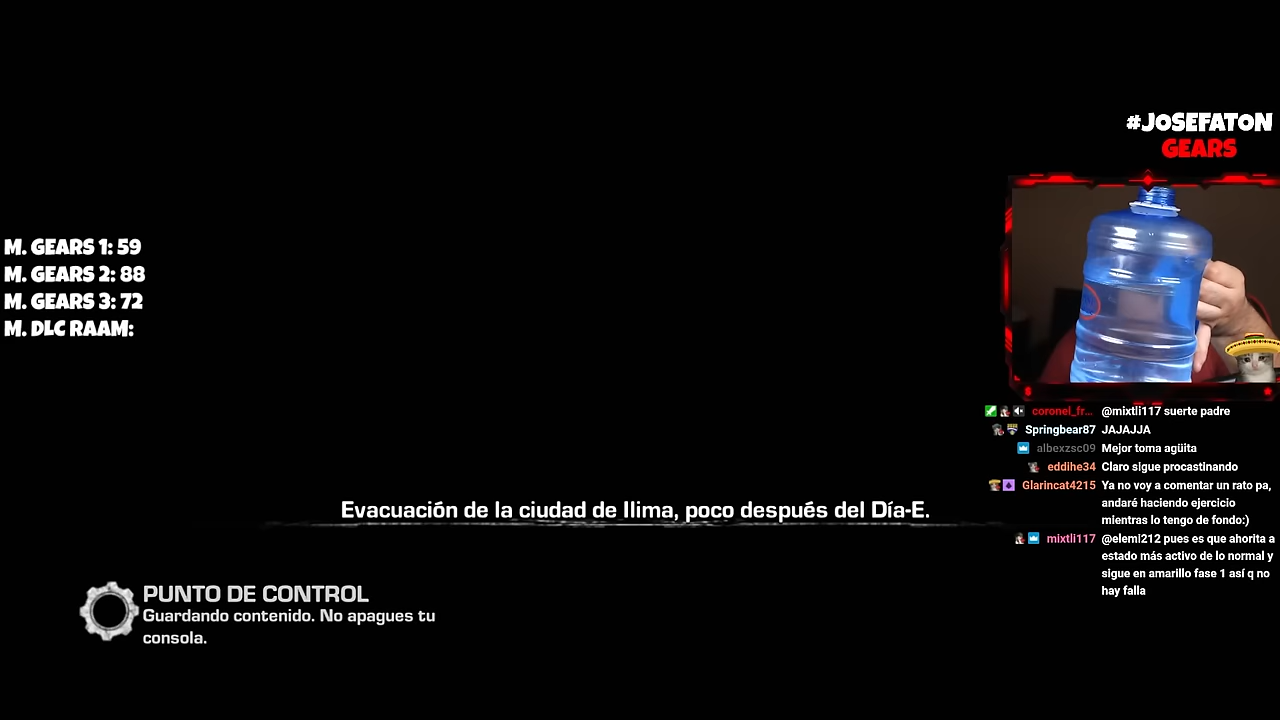 #JOSEFATON
GEARS
M. GEARS 1: 59
M. GEARS 2: 88
M. GEARS 3: 72
M. DLC RAAM:
coronel_fr... @mixtli117 suerte padre
Springbear87 JAJAJJA
albexzsc09 Mejor toma agüita
eddihe34 Claro sigue procastinando
Glarincat4215 Ya no voy a comentar un rato pa,
andaré haciendo ejercicio
mientras lo tengo de fondo:)
mixtli117 @elemi212 pues es que ahorita a
estado más activo de lo normal y
sigue en amarillo fase 1 así q no
hay falla
Evacuación de la ciudad de Ilima, poco después del Día-E.
PUNTO DE CONTROL
Guardando contenido. No apagues tu
consola.